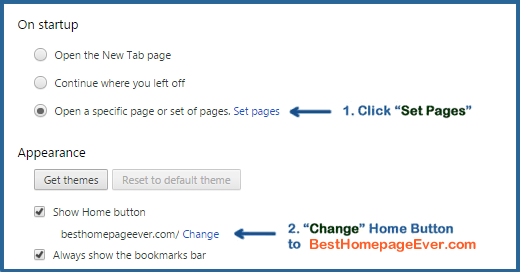 On startup
Open the New Tab page
Continue where you left off
Open a specific page or set of pages. Set pages
1. Click “Set Pages”
Appearance
Get themes
Reset to default theme
Show Home button
besthomepageever.com/ Change
2. “Change” Home Button
to BestHomepageEver.com
Always show the bookmarks bar